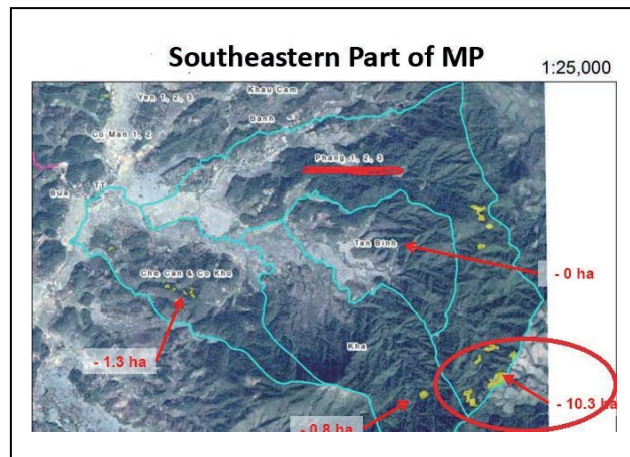 Southeastern Part of MP
1:25,000
Yen 1, 2, 3
Khau Cam
Banh
Co Man 1, 2
Phang 1, 2, 3
Bua
TT
Tan Binh
Che Can & Co Kho
- 0 ha
Kha
- 1.3 ha
- 10.3 ha
- 0.8 ha